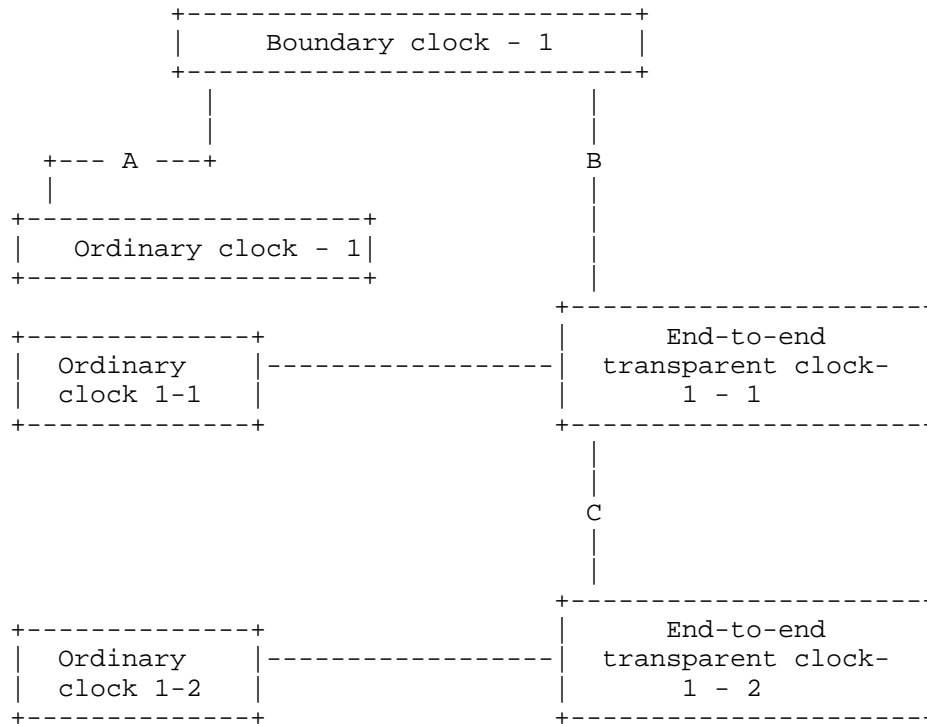 Boundary clock - 1
A
B
Ordinary clock - 1
End-to-end
Ordinary
transparent clock-
clock 1-1
1 - 1
C
End-to-end
Ordinary
transparent clock-
clock 1-2
1 - 2